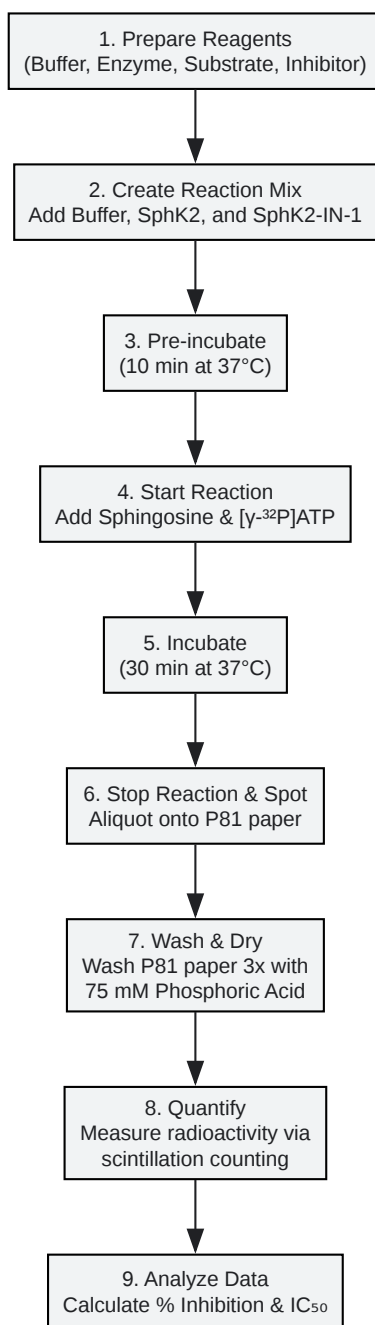 1. Prepare Reagents
(Buffer, Enzyme, Substrate, Inhibitor)
2. Create Reaction Mix
Add Buffer, SphK2, and SphK2-IN-1
3. Pre-incubate
(10 min at 37°C)
4. Start Reaction
Add Sphingosine & [γ-³²P]ATP
5. Incubate
(30 min at 37°C)
6. Stop Reaction & Spot
Aliquot onto P81 paper
7. Wash & Dry
Wash P81 paper 3x with
75 mM Phosphoric Acid
8. Quantify
Measure radioactivity via
scintillation counting
9. Analyze Data
Calculate % Inhibition & IC₅₀